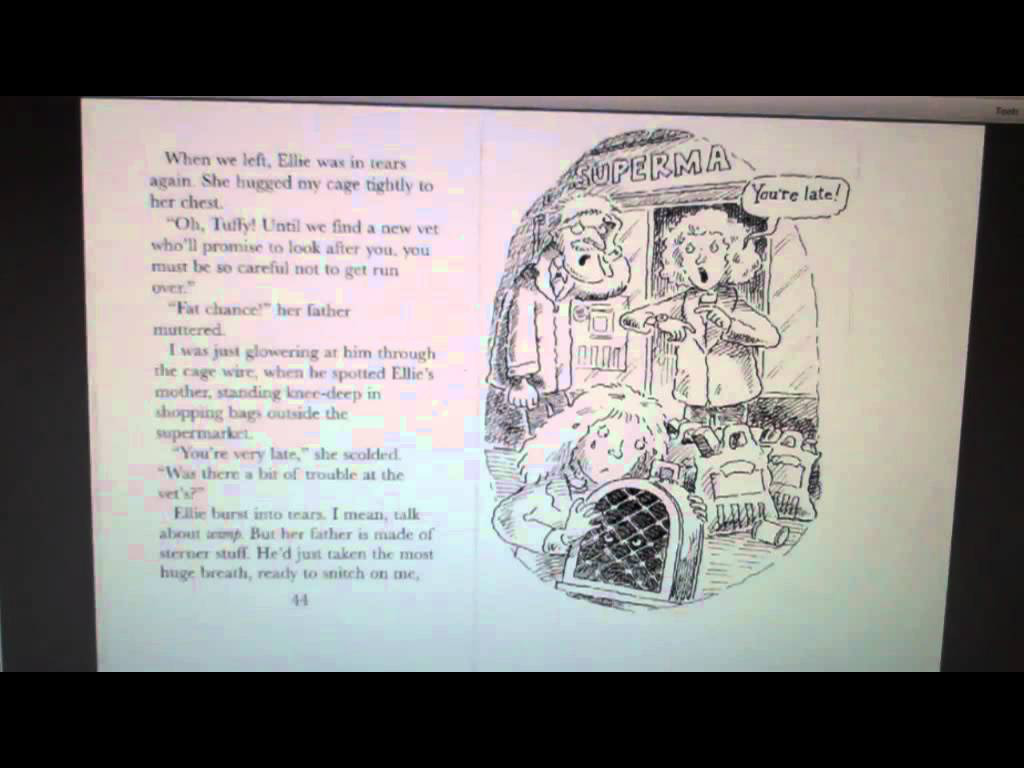 When we left, Ellie was in tears
again. She hugged my cage tightly to
her chest.
“Oh, Tuffy! Until we find a new vet
who’ll promise to look after you, you
must be so careful not to get run
over.”
“Fat chance!” her father
muttered.
I was just glowering at him through
the cage wire, when he spotted Ellie’s
mother, standing knee-deep in
shopping bags outside the
supermarket.
“You’re very late,” she scolded.
“Was there a bit of trouble at the
vet’s?”
Ellie burst into tears. I mean, talk
about wimp. But her father is made of
sterner stuff. He’d just taken the most
huge breath, ready to snitch on me,
44
SUPERMA
You're late!
Tools